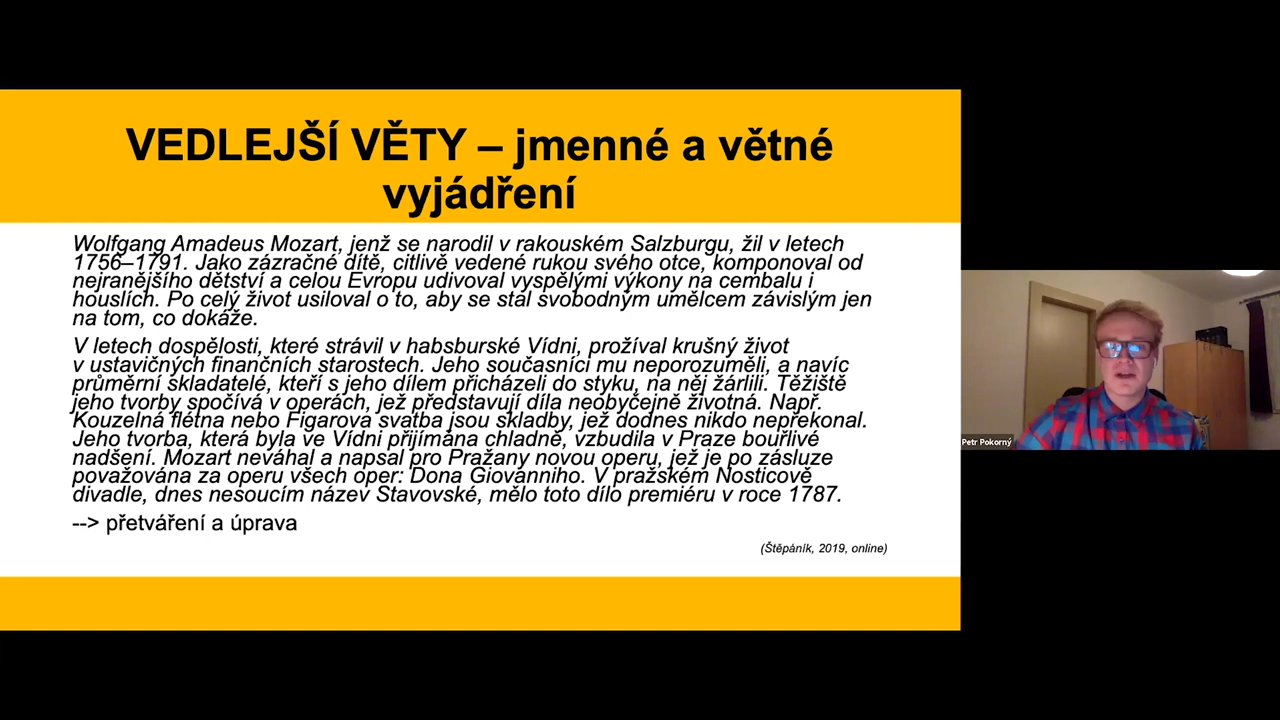 VEDLEJŠÍ VĚTY – jmenné a větné
vyjádření
Wolfgang Amadeus Mozart, jenž se narodil v rakouském Salzburgu, žil v letech
1756–1791. Jako zázračné dítě, citlivě vedené rukou svého otce, komponoval od
nejranějšího dětství a celou Evropu udivoval vyspělými výkony na cembalu i
houslích. Po celý život usiloval o to, aby se stal svobodným umělcem závislým jen
na tom, co dokáže.
V letech dospělosti, které strávil v habsburské Vídni, prožíval krušný život
v ustavičných finančních starostech. Jeho současníci mu neporozuměli, a navíc
průměrní skladatelé, kteří s jeho dílem přicházeli do styku, na něj žárlili. Těžiště
jeho tvorby spočívá v operách, jež představují díla neobyčejně životná. Např.
Kouzelná flétna nebo Figarova svatba jsou skladby, jež dodnes nikdo nepřekonal.
Jeho tvorba, která byla ve Vídni přijímána chladně, vzbudila v Praze bouřlivé
nadšení. Mozart neváhal a napsal pro Pražany novou operu, jež je po zásluze
považována za operu všech oper: Dona Giovanniho. V pražském Nosticově
divadle, dnes nesoucím název Stavovské, mělo toto dílo premiéru v roce 1787.
--> přetváření a úprava
(Štěpáník, 2019, online)
Petr Pokorný